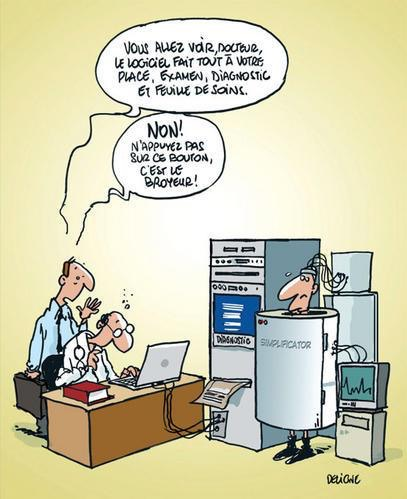 VOUS ALLEZ VOIR, DOCTEUR,
LE LOGICIEL FAIT TOUT À VOTRE
PLACE, EXAMEN, DIAGNOSTIC
ET FEUILLE DE SOINS.
NON!
N'APPUYEZ PAS
SUR CE BOUTON,
C'EST LE
BROYEUR!
DIAGNOSTIC
SIMPLIFICATOR
DELIGNE